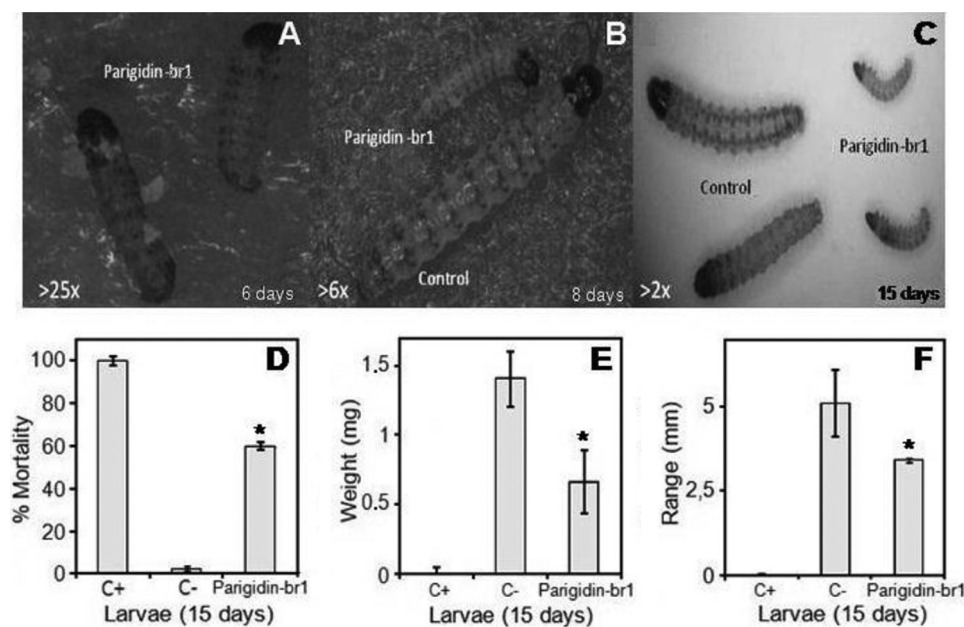 A
Parigidin-br1
>25x
6 days
B
Parigidin-br1
Control
>6x
8 days
C
Parigidin-br1
Control
>2x
15 days
D
% Mortality
100
80
60
40
20
0
*
C+ C- Parigidin-br1
Larvae (15 days)
E
Weight (mg)
1.5
1
0.5
0
*
C+ C- Parigidin-br1
Larvae (15 days)
F
Range (mm)
5
2,5
0
*
C+ C- Parigidin-br1
Larvae (15 days)